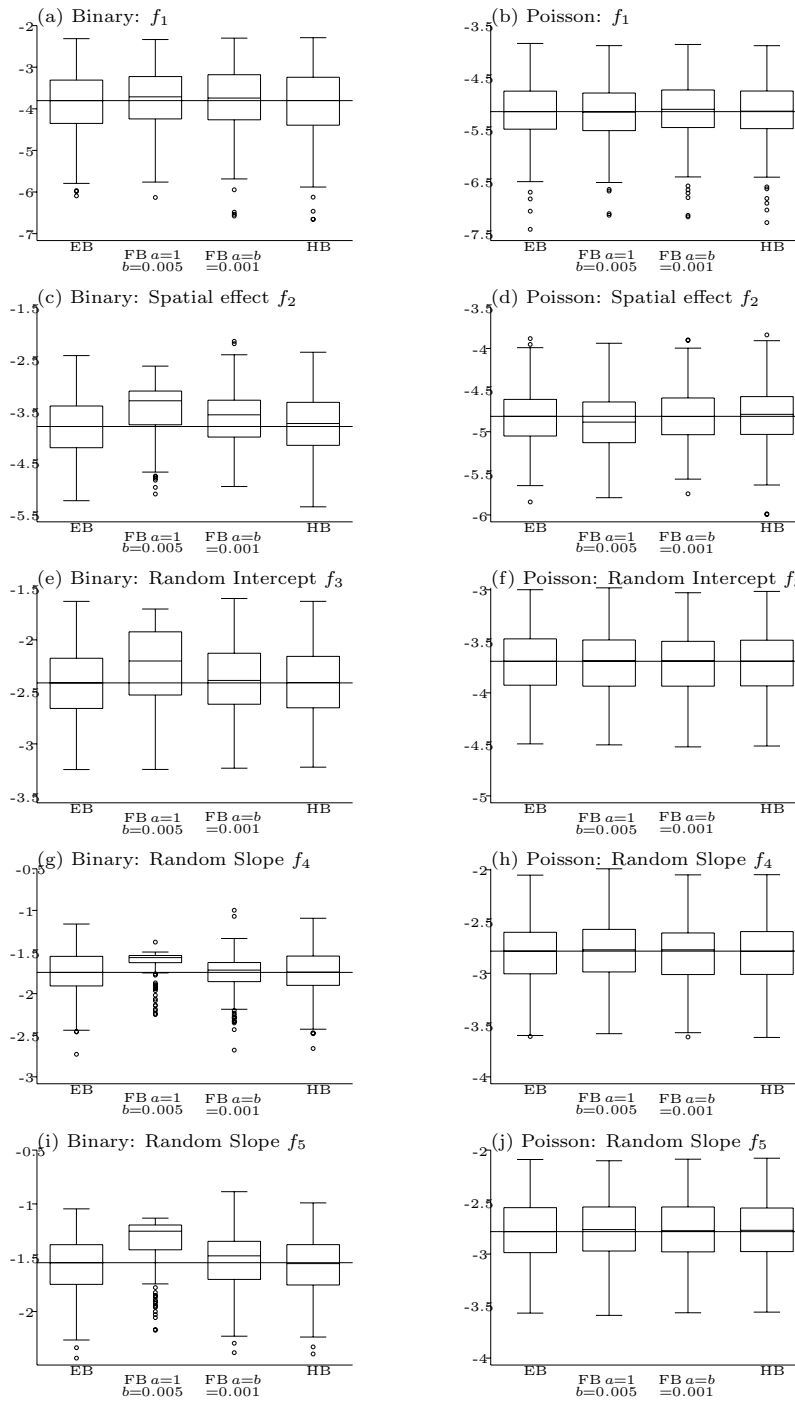 (a) Binary: f1
-2
-3
-4
-5
-6
-7
EB
FB a=1
b=0.005
FB a=b
=0.001
HB
(b) Poisson: f1
-3.5
-4.5
-5.5
-6.5
-7.5
EB
FB a=1
b=0.005
FB a=b
=0.001
HB
(c) Binary: Spatial effect f2
-1.5
-2.5
-3.5
-4.5
-5.5
EB
FB a=1
b=0.005
FB a=b
=0.001
HB
(d) Poisson: Spatial effect f2
-3.5
-4
-4.5
-5
-5.5
-6
EB
FB a=1
b=0.005
FB a=b
=0.001
HB
(e) Binary: Random Intercept f3
-1.5
-2
-2.5
-3
-3.5
EB
FB a=1
b=0.005
FB a=b
=0.001
HB
(f) Poisson: Random Intercept
-3
-3.5
-4
-4.5
-5
EB
FB a=1
b=0.005
FB a=b
=0.001
HB
(g) Binary: Random Slope f4
-0.5
-1
-1.5
-2
-2.5
-3
EB
FB a=1
b=0.005
FB a=b
=0.001
HB
(h) Poisson: Random Slope f4
-2
-2.5
-3
-3.5
-4
EB
FB a=1
b=0.005
FB a=b
=0.001
HB
(i) Binary: Random Slope f5
-0.5
-1
-1.5
-2
EB
FB a=1
b=0.005
FB a=b
=0.001
HB
(j) Poisson: Random Slope f5
-2
-2.5
-3
-3.5
-4
EB
FB a=1
b=0.005
FB a=b
=0.001
HB